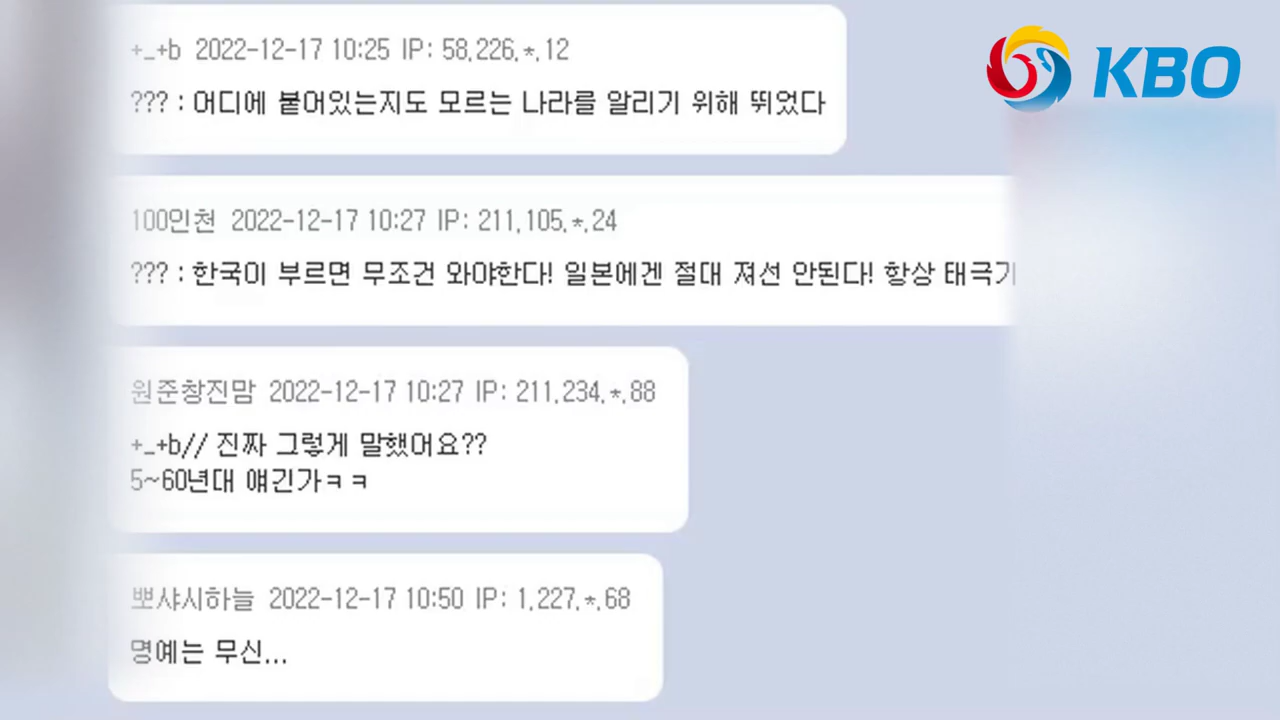 +_+b 2022-12-17 10:25 IP: 58.226.*.12
KBO
??? : 어디에 붙어있는지도 모르는 나라를 알리기 위해 뛰었다
100민천 2022-12-17 10:27 IP: 211.105.*.24
??? : 한국이 부르면 무조건 와야한다! 일본에겐 절대 져선 안된다! 항상 태극기
원준창진맘 2022-12-17 10:27 IP: 211.234.*.88
+_+b// 진짜 그렇게 말했어요??
5~60년대 얘긴가ㅋㅋ
뽀샤시하늘 2022-12-17 10:50 IP: 1.227.*.68
명예는 무신...